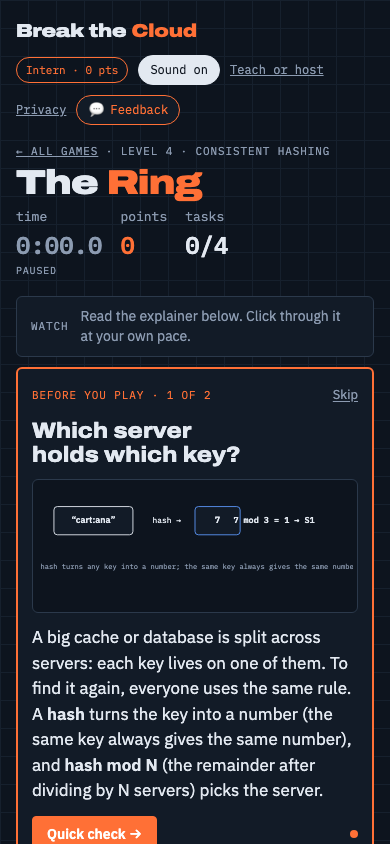 Break the Cloud
Intern · 0 pts
Sound on
Teach or host
Privacy
💬 Feedback
← ALL GAMES · LEVEL 4 · CONSISTENT HASHING
The Ring
time points tasks
0:00.0 0 0/4
PAUSED
WATCH
Read the explainer below. Click through it
at your own pace.
BEFORE YOU PLAY · 1 OF 2
Skip
Which server
holds which key?
“cart:ana” hash → 7 7 mod 3 = 1 → S1
hash turns any key into a number; the same key always gives the same numbe
A big cache or database is split across
servers: each key lives on one of them. To
find it again, everyone uses the same rule.
A hash turns the key into a number (the
same key always gives the same number),
and hash mod N (the remainder after
dividing by N servers) picks the server.
Quick check →